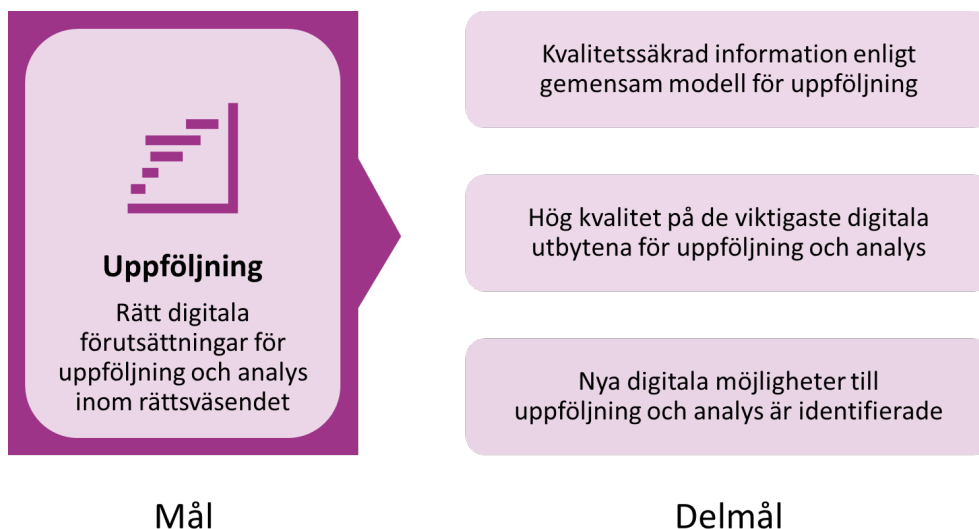 Uppföljning
Rätt digitala
förutsättningar för
uppföljning och analys
inom rättsväsendet
Mål
Kvalitetssäkrad information enligt
gemensam modell för uppföljning
Hög kvalitet på de viktigaste digitala
utbytena för uppföljning och analys
Nya digitala möjligheter till
uppföljning och analys är identifierade
Delmål